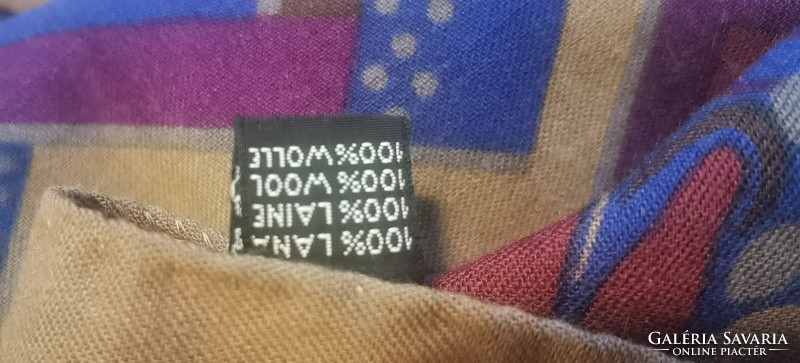 100% LANA
100% LAINE
100% WOOL
100% WOLLE
GALÉRIA SAVARIA
ONLINE PIACTÉR